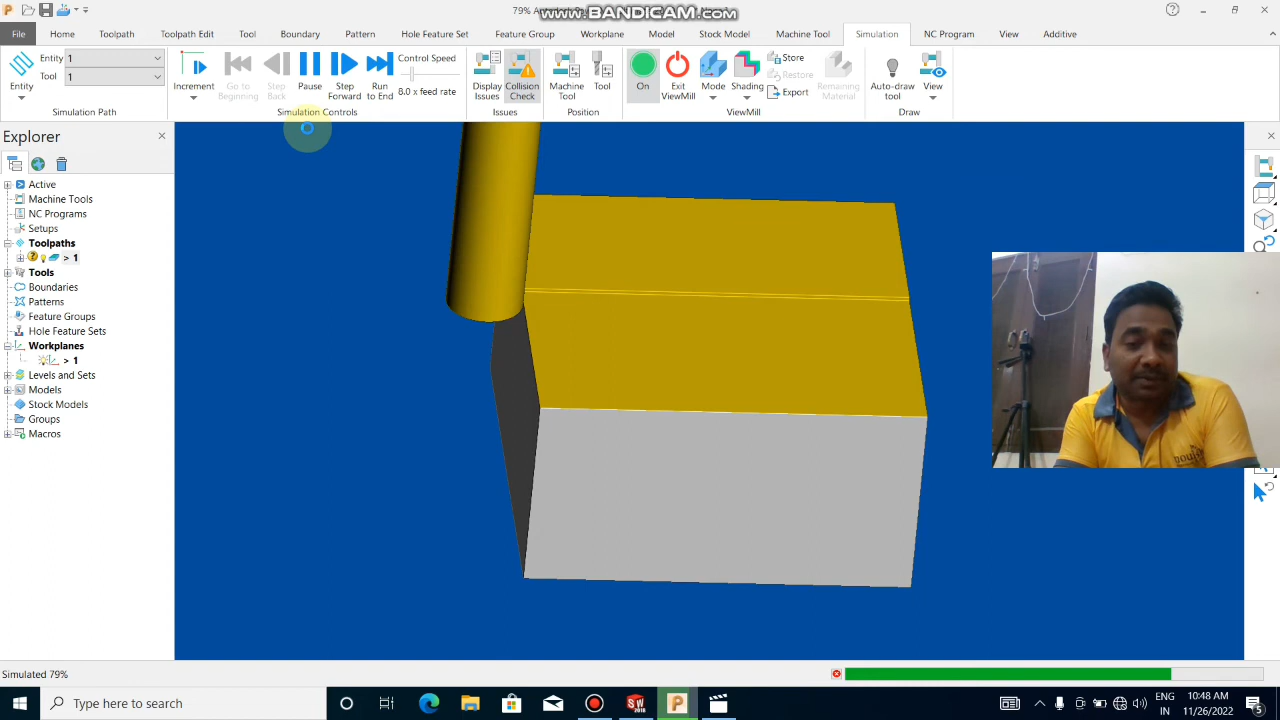 79% Autodes
www.BANDICAM.com
File
Home
Toolpath
Toolpath Edit
Tool
Boundary
Pattern
Hole Feature Set
Feature Group
Workplane
Model
Stock Model
Machine Tool
Simulation
NC Program
View
Additive
Entity
Entity 1
Tool 1
Simulation Path
Increment
Go to Beginning
Step Back
Pause
Step Forward
Run to End
Control Speed
8.0 x feed rate
Simulation Controls
Display Issues
Collision Check
Issues
Machine Tool
Tool
Position
On
Exit ViewMill
Mode
Shading
Store
Restore
Export
Remaining Material
ViewMill
Auto-draw tool
View
Draw
Explorer
Active
Machine Tools
NC Programs
Setups
Toolpaths
> 1
Tools
Boundaries
Patterns
Feature Groups
Hole Feature Sets
Workplanes
> 1
Levels and Sets
Models
Stock Models
Groups
Macros
Simulated 79%
Type here to search
SW
2018
P
ENG
IN
10:48 AM
11/26/2022
5